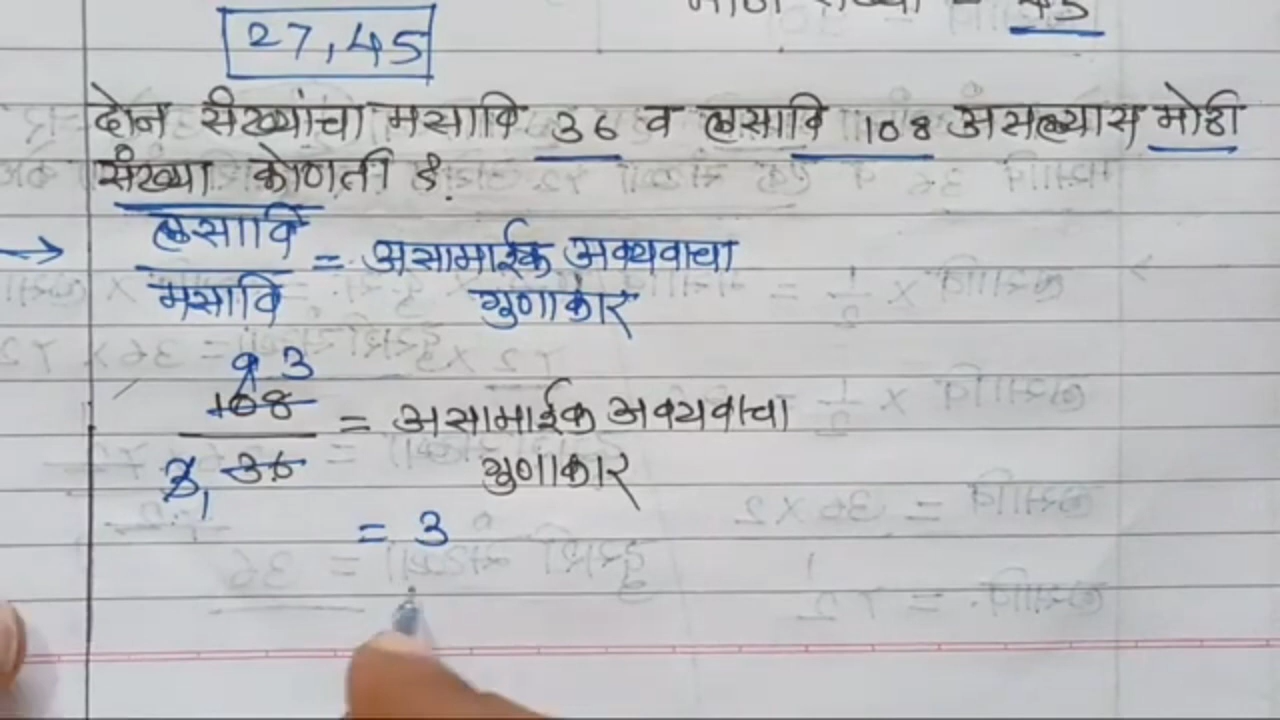 45
27, 45
दोन संख्यांचा मसावि 36 व लसावि 108 असल्यास मोठी
संख्या कोणती ?
लसावि
मसावि
= असामाईक अवयवाचा
गुणाकार
9 3
108
36
3, 1
= असामाईक अवयवाचा
गुणाकार
= 3